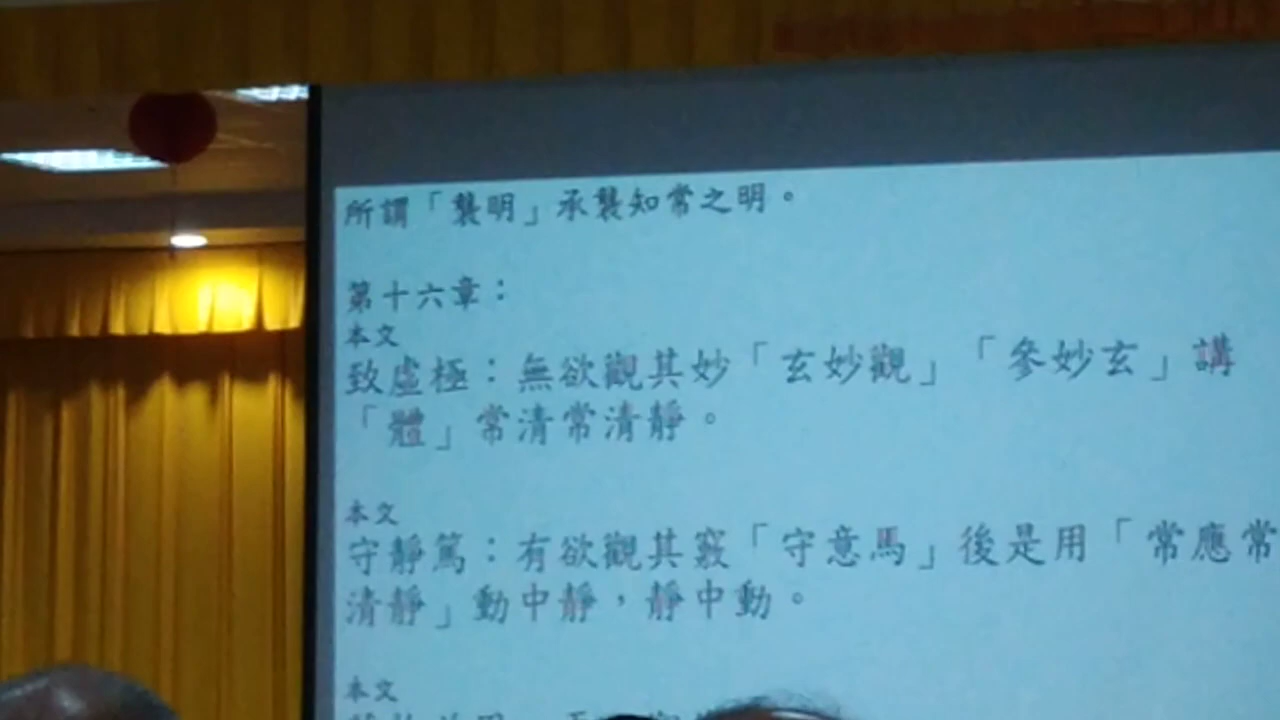 所謂「襲明」承襲知常之明。
第十六章：
本文
致虛極：無欲觀其妙「玄妙觀」「參妙玄」講
「體」常清常清靜。
本文
守靜篤：有欲觀其竅「守意馬」後是用「常應常
清靜」動中靜，靜中動。
本文